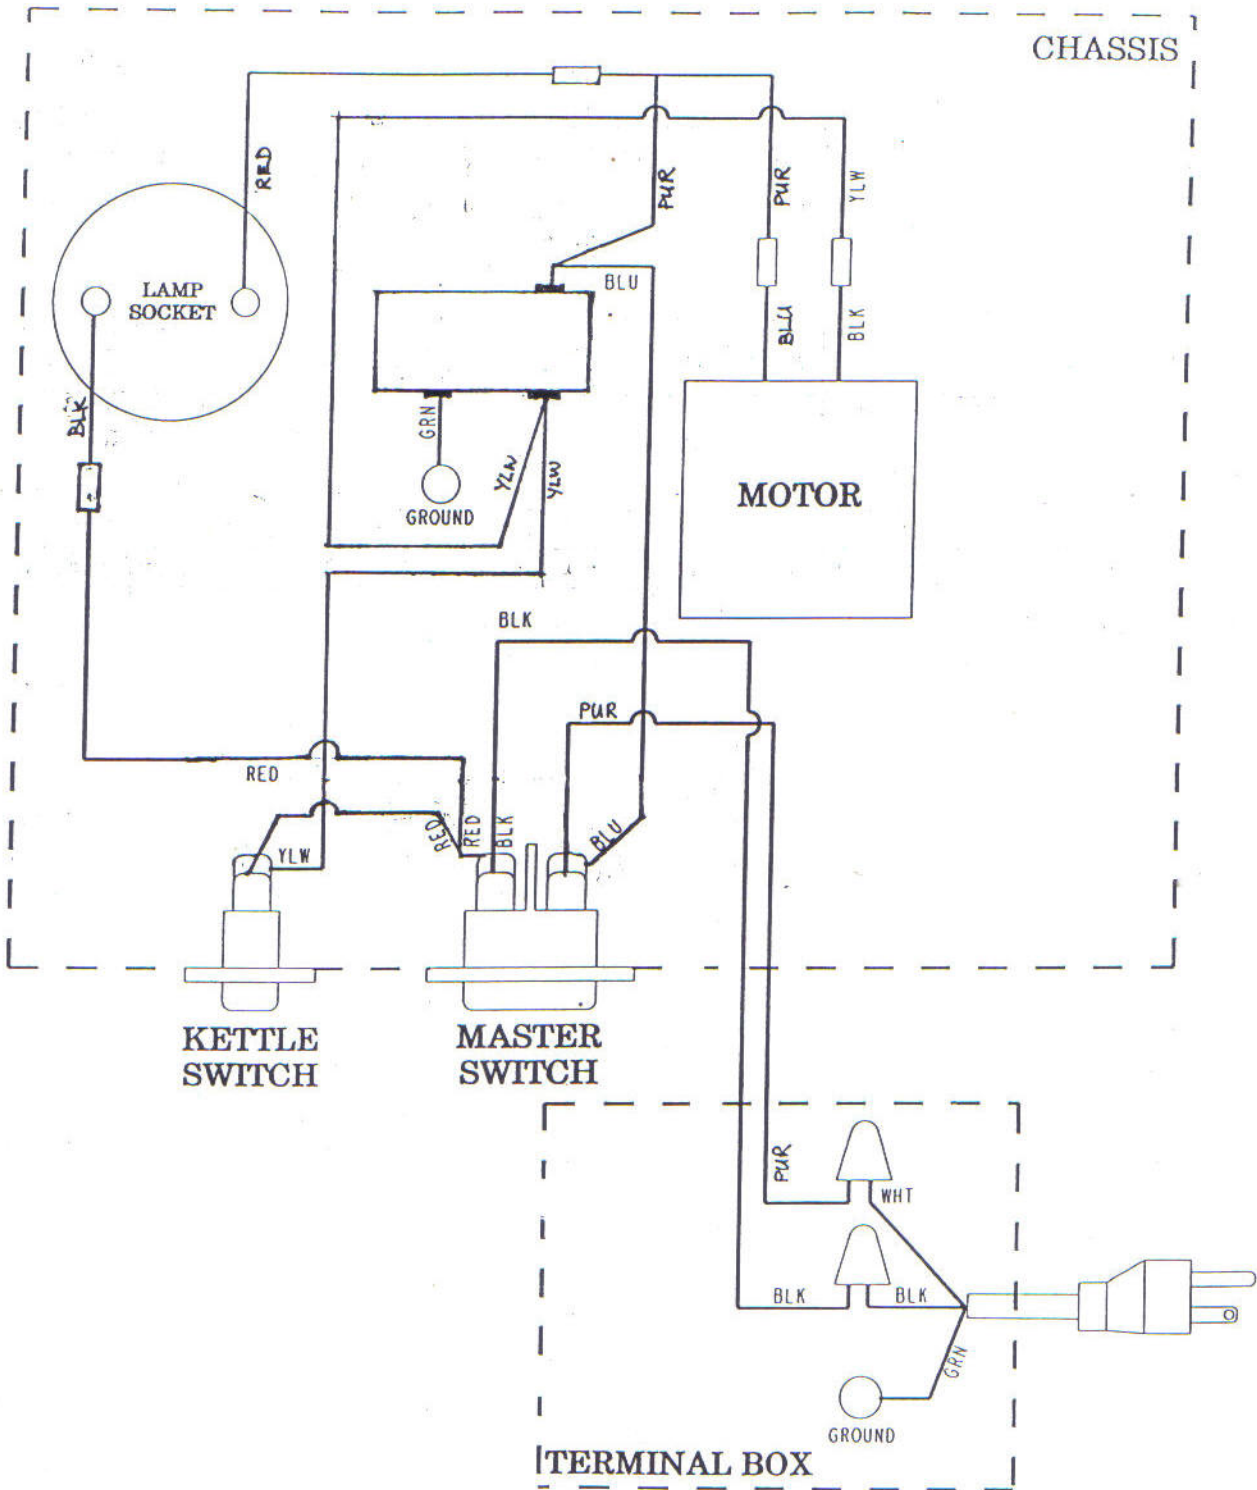 CHASSIS
RED
PUR
PUR
YLW
LAMP
SOCKET
BLU
BLU
BLK
BLK
GRN
YLW
YLW
MOTOR
GROUND
BLK
PUR
RED
RED
RED
BLK
BLU
YLW
KETTLE
SWITCH
MASTER
SWITCH
PUR
WHT
BLK
BLK
GRN
GROUND
TERMINAL BOX